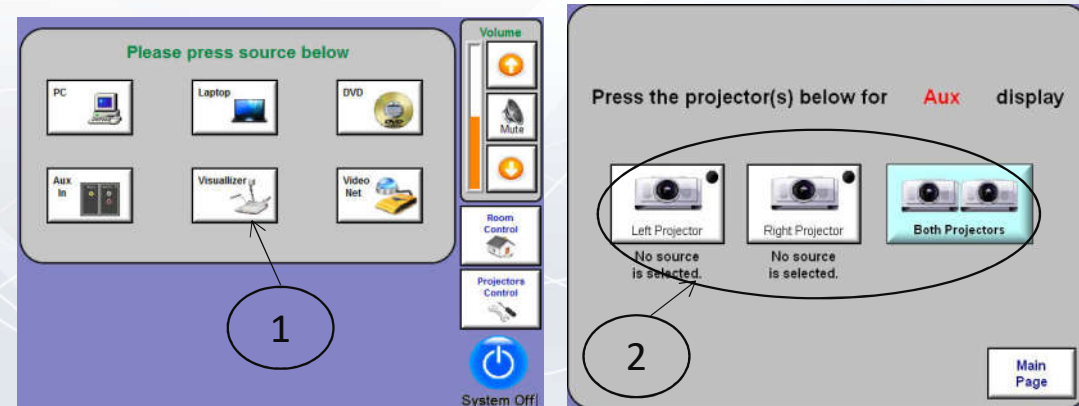 Please press source below
PC
Laptop
DVD
DVD
Aux
In
Visuallizer
Video
Net
1
Volume
Mute
Room
Control
Projectors
Control
System Off
Press the projector(s) below for Aux display
Left Projector
Right Projector
Both Projectors
No source
is selected.
No source
is selected.
2
Main
Page